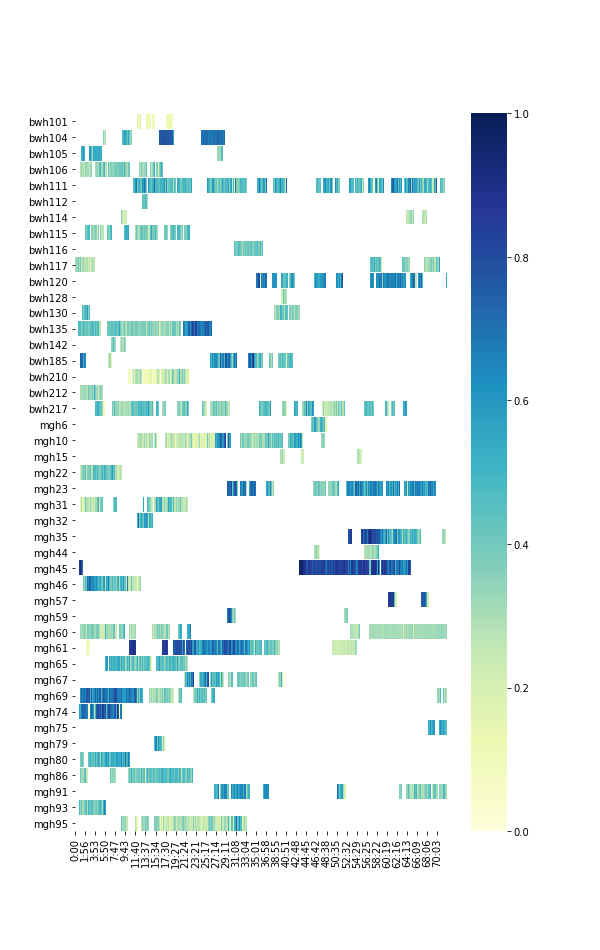 bwh101
bwh104
bwh105
bwh106
bwh111
bwh112
bwh114
bwh115
bwh116
bwh117
bwh120
bwh128
bwh130
bwh135
bwh142
bwh185
bwh210
bwh212
bwh217
mgh6
mgh10
mgh15
mgh22
mgh23
mgh31
mgh32
mgh35
mgh44
mgh45
mgh46
mgh57
mgh59
mgh60
mgh61
mgh65
mgh67
mgh69
mgh74
mgh75
mgh79
mgh80
mgh86
mgh91
mgh93
mgh95
0:00
1:56
3:53
5:50
7:47
9:43
11:40
13:37
15:34
17:30
19:27
21:24
23:21
25:17
27:14
29:11
31:08
33:04
35:01
36:58
38:55
40:51
42:48
44:45
46:42
48:38
50:35
52:32
54:29
56:25
58:22
60:19
62:16
64:13
66:09
68:06
70:03
1.0
0.8
0.6
0.4
0.2
0.0